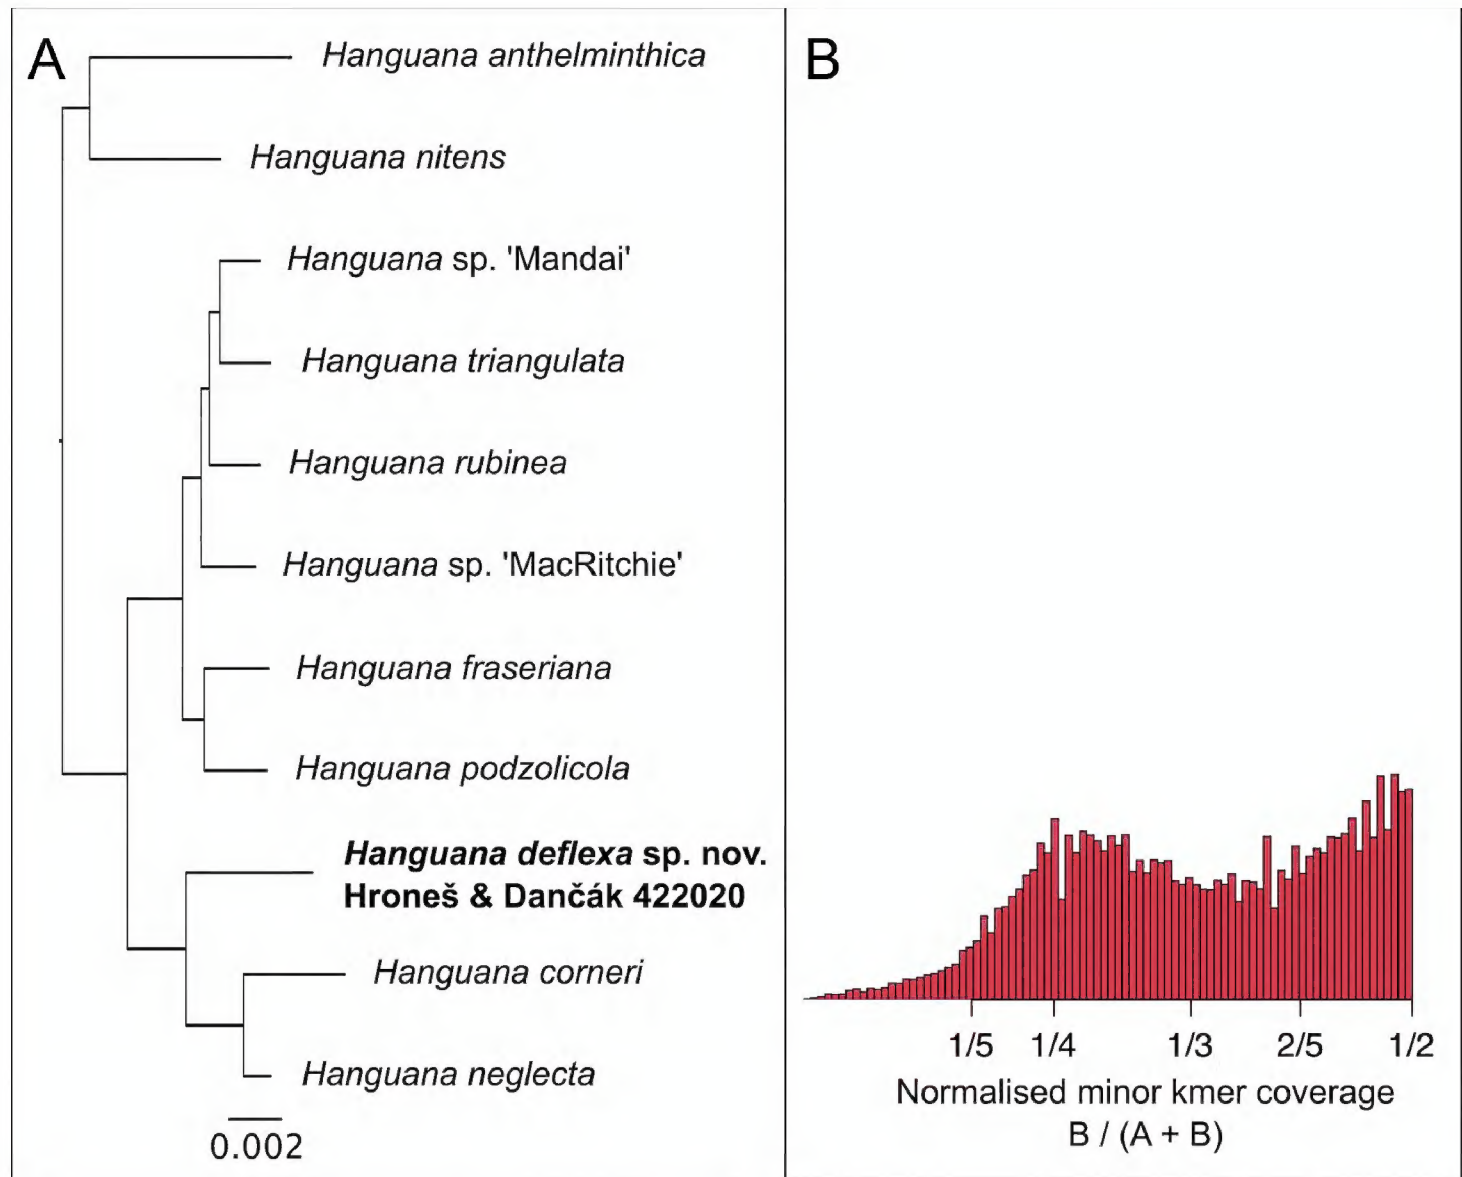 A
Hanguana anthelminthica
Hanguana nitens
Hanguana sp. 'Mandai'
Hanguana triangulata
Hanguana rubinea
Hanguana sp. 'MacRitchie'
Hanguana fraseriana
Hanguana podzolicola
Hanguana deflexa sp. nov.
Hroneš & Dančák 422020
Hanguana corneri
Hanguana neglecta
0.002
B
1/5 1/4 1/3 2/5 1/2
Normalised minor kmer coverage
B / (A + B)